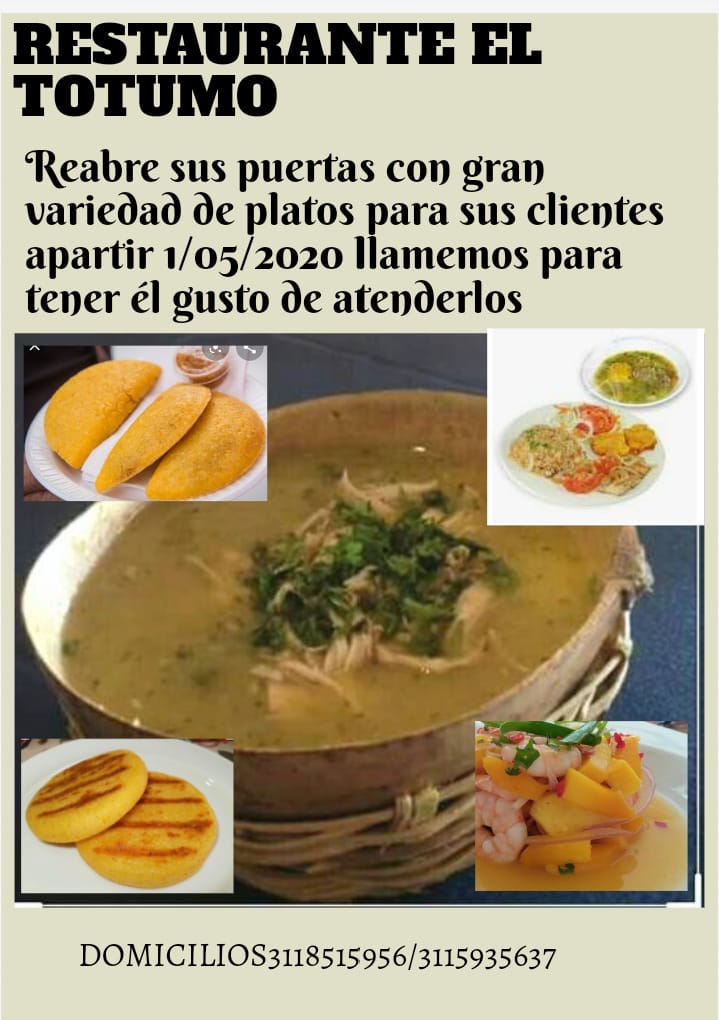 RESTAURANTE EL
TOTUMO
Reabre sus puertas con gran
variedad de platos para sus clientes
apartir 1/05/2020 llamemos para
tener él gusto de atenderlos
DOMICILIOS3118515956/3115935637